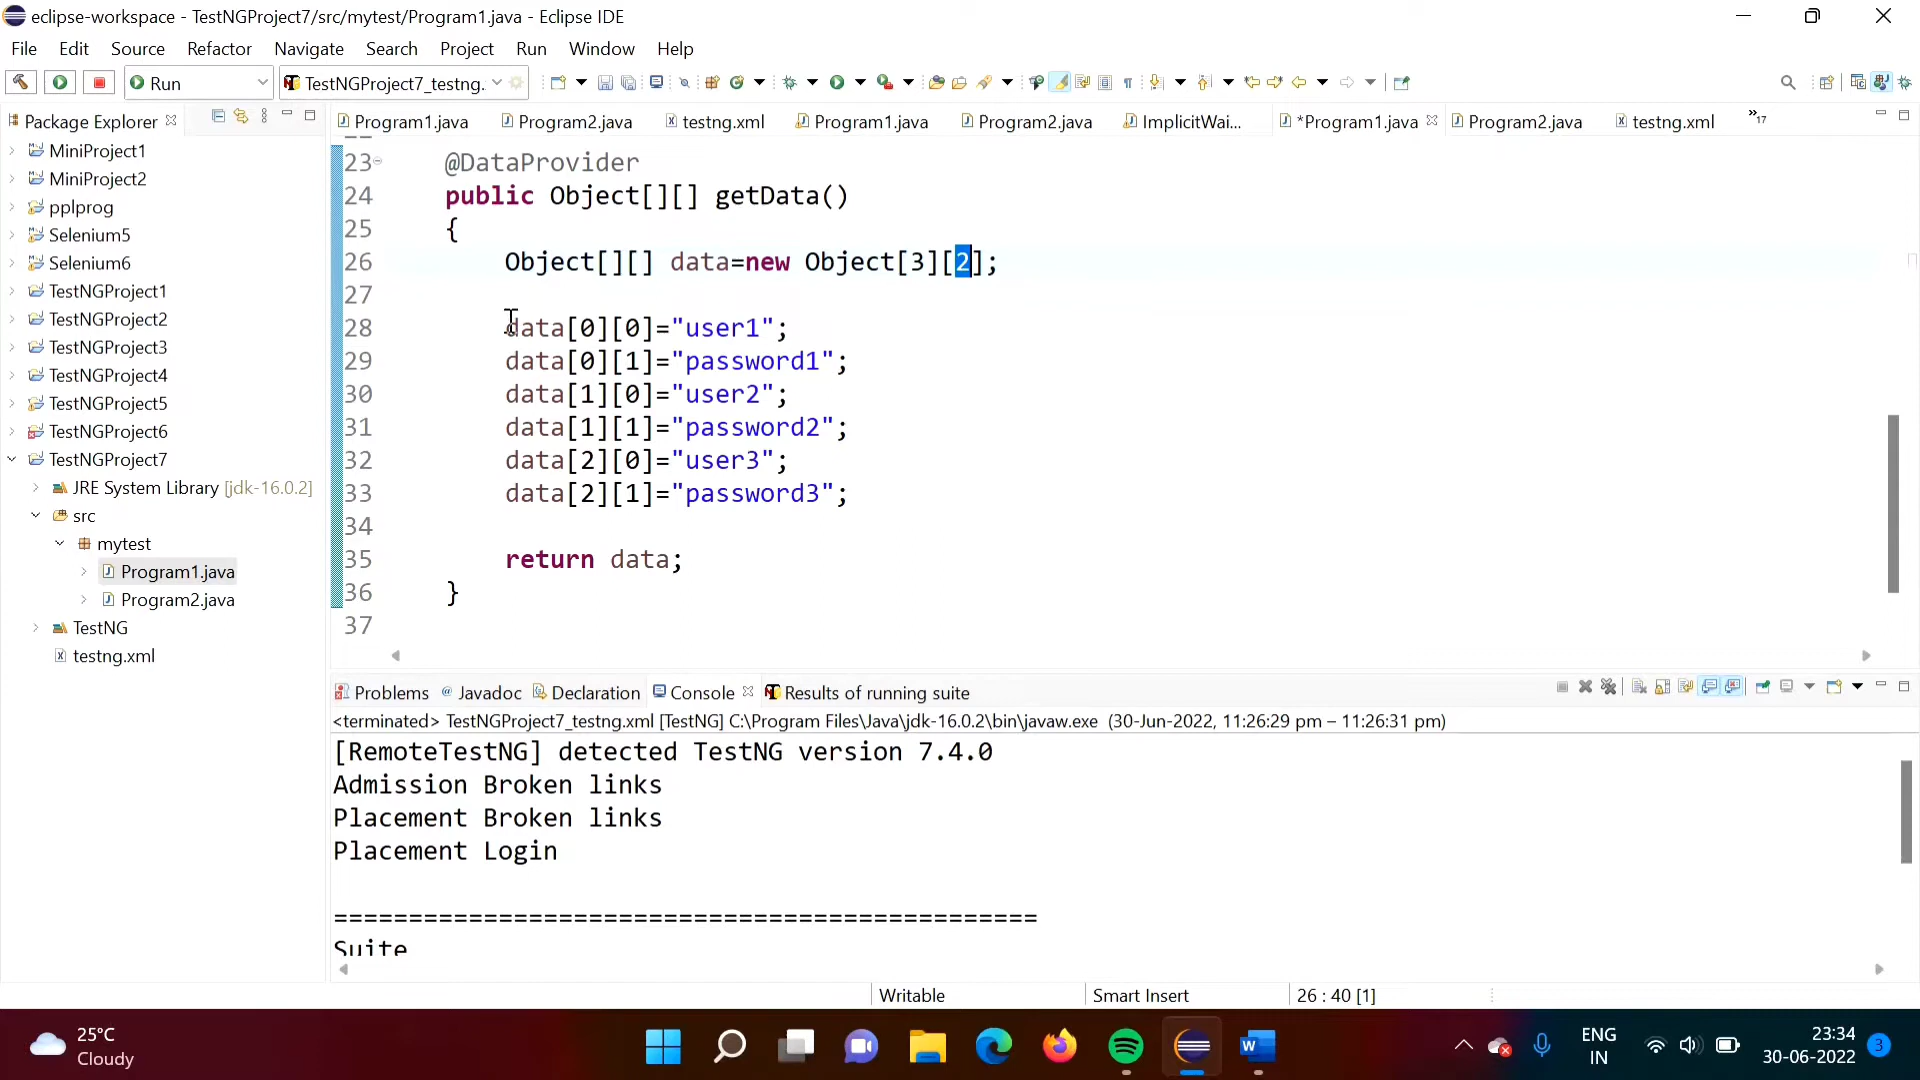 eclipse-workspace - TestNGProject7/src/mytest/Program1.java - Eclipse IDE
File Edit Source Refactor Navigate Search Project Run Window Help
Run TestNGProject7_testng.
Package Explorer
Program1.java Program2.java testng.xml Program1.java Program2.java ImplicitWai... *Program1.java Program2.java testng.xml »17
MiniProject1
MiniProject2
pplprog
Selenium5
Selenium6
TestNGProject1
TestNGProject2
TestNGProject3
TestNGProject4
TestNGProject5
TestNGProject6
TestNGProject7
JRE System Library [jdk-16.0.2]
src
mytest
Program1.java
Program2.java
TestNG
testng.xml
23 @DataProvider
24 public Object[][] getData()
25 {
26 Object[][] data=new Object[3][2];
27
28 data[0][0]="user1";
29 data[0][1]="password1";
30 data[1][0]="user2";
31 data[1][1]="password2";
32 data[2][0]="user3";
33 data[2][1]="password3";
34
35 return data;
36 }
37
Problems @ Javadoc Declaration Console Results of running suite
<terminated> TestNGProject7_testng.xml [TestNG] C:\Program Files\Java\jdk-16.0.2\bin\javaw.exe (30-Jun-2022, 11:26:29 pm – 11:26:31 pm)
[RemoteTestNG] detected TestNG version 7.4.0
Admission Broken links
Placement Broken links
Placement Login
===============================================
Suite
Writable Smart Insert 26 : 40 [1]
25°C
Cloudy
ENG
IN
23:34
30-06-2022
3